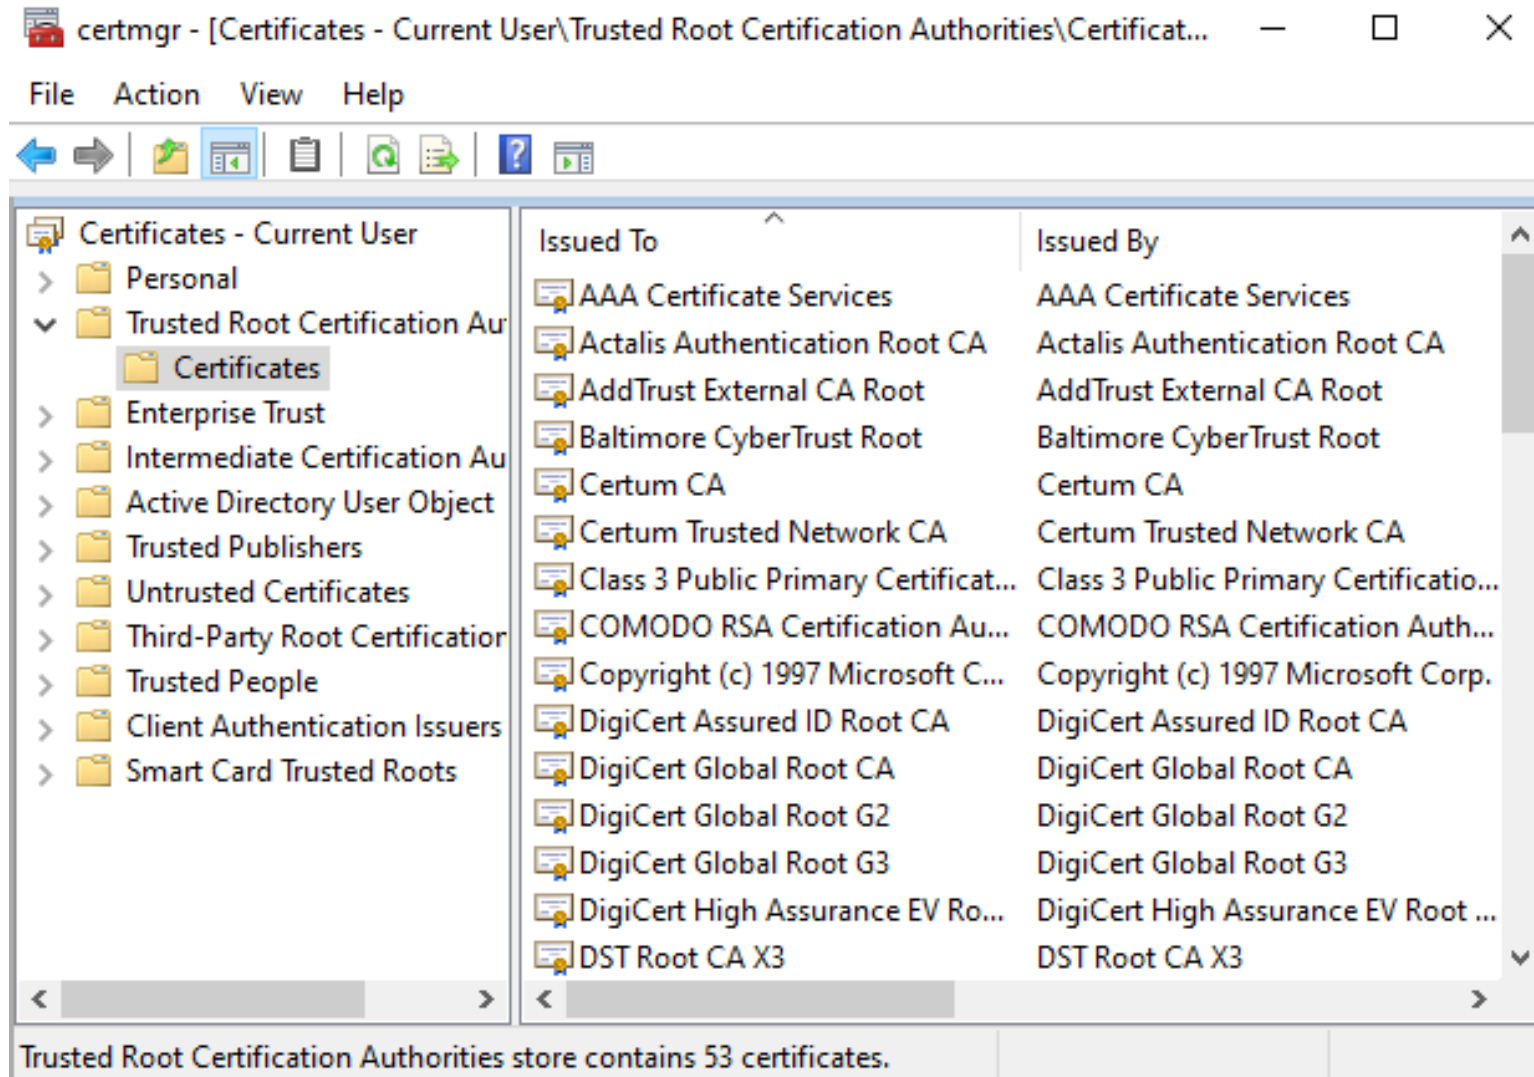 certmgr - [Certificates - Current User\Trusted Root Certification Authorities\Certificat...
File Action View Help
Certificates - Current User
Personal
Trusted Root Certification Au
Certificates
Enterprise Trust
Intermediate Certification Au
Active Directory User Object
Trusted Publishers
Untrusted Certificates
Third-Party Root Certification
Trusted People
Client Authentication Issuers
Smart Card Trusted Roots
Issued To Issued By
AAA Certificate Services AAA Certificate Services
Actalis Authentication Root CA Actalis Authentication Root CA
AddTrust External CA Root AddTrust External CA Root
Baltimore CyberTrust Root Baltimore CyberTrust Root
Certum CA Certum CA
Certum Trusted Network CA Certum Trusted Network CA
Class 3 Public Primary Certificat... Class 3 Public Primary Certificatio...
COMODO RSA Certification Au... COMODO RSA Certification Auth...
Copyright (c) 1997 Microsoft C... Copyright (c) 1997 Microsoft Corp.
DigiCert Assured ID Root CA DigiCert Assured ID Root CA
DigiCert Global Root CA DigiCert Global Root CA
DigiCert Global Root G2 DigiCert Global Root G2
DigiCert Global Root G3 DigiCert Global Root G3
DigiCert High Assurance EV Ro... DigiCert High Assurance EV Root ...
DST Root CA X3 DST Root CA X3
Trusted Root Certification Authorities store contains 53 certificates.